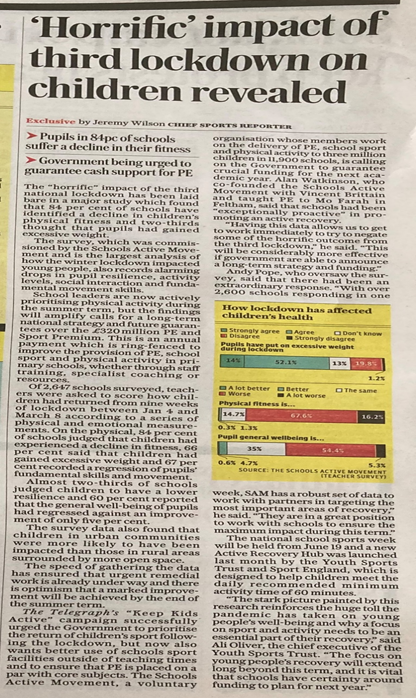 ‘Horrific’ impact of
third lockdown on
children revealed
Exclusive by Jeremy Wilson CHIEF SPORTS REPORTER
➤ Pupils in 84pc of schools
suffer a decline in their fitness
➤ Government being urged to
guarantee cash support for PE
The “horrific” impact of the third
national lockdown has been laid
bare in a major study which found
that 84 per cent of schools have
identified a decline in children’s
physical fitness and two-thirds
thought that pupils had gained
excessive weight.
The survey, which was commis-
sioned by the Schools Active Move-
ment and is the largest analysis of
how the winter lockdown impacted
young people, also records alarming
drops in pupil resilience, activity
levels, social interaction and funda-
mental movement skills.
School leaders are now actively
prioritising physical activity during
the summer term, but the findings
will amplify calls for a long-term
national strategy and future guaran-
tees over the £320 million PE and
Sport Premium. This is an annual
payment which is ring-fenced to
improve the provision of PE, school
sport and physical activity in pri-
mary schools, whether through staff
training, specialist coaching or
resources.
Of 2,647 schools surveyed, teach-
ers were asked to score how chil-
dren had returned from nine weeks
of lockdown between Jan 4 and
March 8 according to a series of
physical and emotional measure-
ments. On the physical, 84 per cent
of schools judged that children had
experienced a decline in fitness, 66
per cent said that children had
gained excessive weight and 67 per
cent recorded a regression of pupils’
fundamental skills and movement.
Almost two-thirds of schools
judged children to have a lower
resilience and 60 per cent reported
that the general well-being of pupils
had regressed against an improve-
ment of only five per cent.
The survey data also found that
children in urban communities
were more likely to have been
impacted than those in rural areas
surrounded by more open space.
The speed of gathering the data
has ensured that urgent remedial
work is already under way and there
is optimism that a marked improve-
ment will be achieved by the end of
the summer term.
The Telegraph’s “Keep Kids
Active” campaign successfully
urged the Government to prioritise
the return of children’s sport follow-
ing the lockdown, but now also
wants better use of schools sport
facilities outside of teaching times
and to ensure that PE is placed on a
par with core subjects. The Schools
Active Movement, a voluntary
organisation whose members work
on the delivery of PE, school sport
and physical activity to three million
children in 11,900 schools, is calling
on the Government to guarantee
crucial funding for the next aca-
demic year. Alan Watkinson, who
co-founded the Schools Active
Movement with Vincent Brittain
and taught PE to Mo Farah in
Feltham, said that schools had been
“exceptionally proactive” in pro-
moting an active recovery.
“Having this data allows us to get
to work immediately to try to negate
some of the horrific outcome from
the third lockdown,” he said. “This
will be considerably more effective
if government are able to announce
a long-term strategy and funding.”
Andy Pope, who oversaw the sur-
vey, said that there had been an
extraordinary response. “With over
2,600 schools responding in one
How lockdown has affected
children’s health
Strongly agree Agree Don’t know
Disagree Strongly disagree
Pupils have put on excessive weight
during lockdown
14% 52.1% 13% 19.8%
1.2%
A lot better Better The same
Worse A lot worse
Physical fitness is...
14.7% 67.6% 16.2%
0.3% 1.3%
Pupil general wellbeing is...
35% 54.4%
0.6% 4.7% 5.3%
SOURCE: THE SCHOOLS ACTIVE MOVEMENT
(TEACHER SURVEY)
week, SAM has a robust set of data to
work with partners in targeting the
most important areas of recovery,”
he said. “They are in a great position
to work with schools to ensure the
maximum impact during this term.”
The national school sports week
will be held from June 19 and a new
Active Recovery Hub was launched
last month by the Youth Sports
Trust and Sport England, which is
designed to help children meet the
daily recommended minimum
activity time of 60 minutes.
“The stark picture painted by this
research reinforces the huge toll the
pandemic has taken on young
people’s well-being and why a focus
on sport and activity needs to be an
essential part of their recovery,” said
Ali Oliver, the chief executive of the
Youth Sports Trust. “The focus on
young people’s recovery will extend
long beyond this term, and it is vital
that schools have certainty around
funding to plan for next year.”